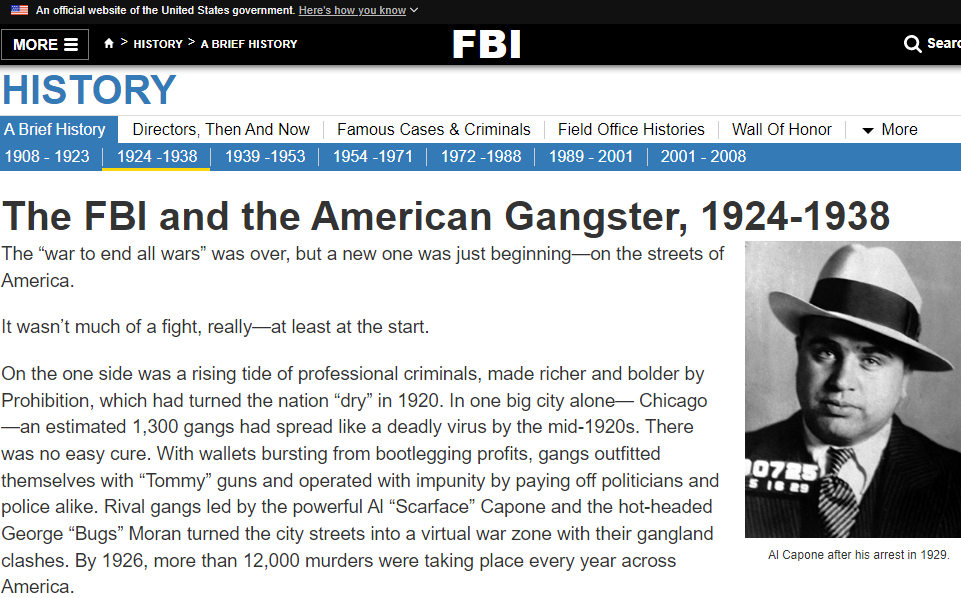 An official website of the United States government. Here's how you know
MORE
HISTORY > A BRIEF HISTORY
FBI
Searc
HISTORY
A Brief History
Directors, Then And Now
Famous Cases & Criminals
Field Office Histories
Wall Of Honor
More
1908 - 1923
1924 -1938
1939 -1953
1954 -1971
1972 -1988
1989 - 2001
2001 - 2008
The FBI and the American Gangster, 1924-1938
The “war to end all wars” was over, but a new one was just beginning—on the streets of
America.
It wasn’t much of a fight, really—at least at the start.
On the one side was a rising tide of professional criminals, made richer and bolder by
Prohibition, which had turned the nation “dry” in 1920. In one big city alone— Chicago
—an estimated 1,300 gangs had spread like a deadly virus by the mid-1920s. There
was no easy cure. With wallets bursting from bootlegging profits, gangs outfitted
themselves with “Tommy” guns and operated with impunity by paying off politicians and
police alike. Rival gangs led by the powerful Al “Scarface” Capone and the hot-headed
George “Bugs” Moran turned the city streets into a virtual war zone with their gangland
clashes. By 1926, more than 12,000 murders were taking place every year across
America.
Al Capone after his arrest in 1929.